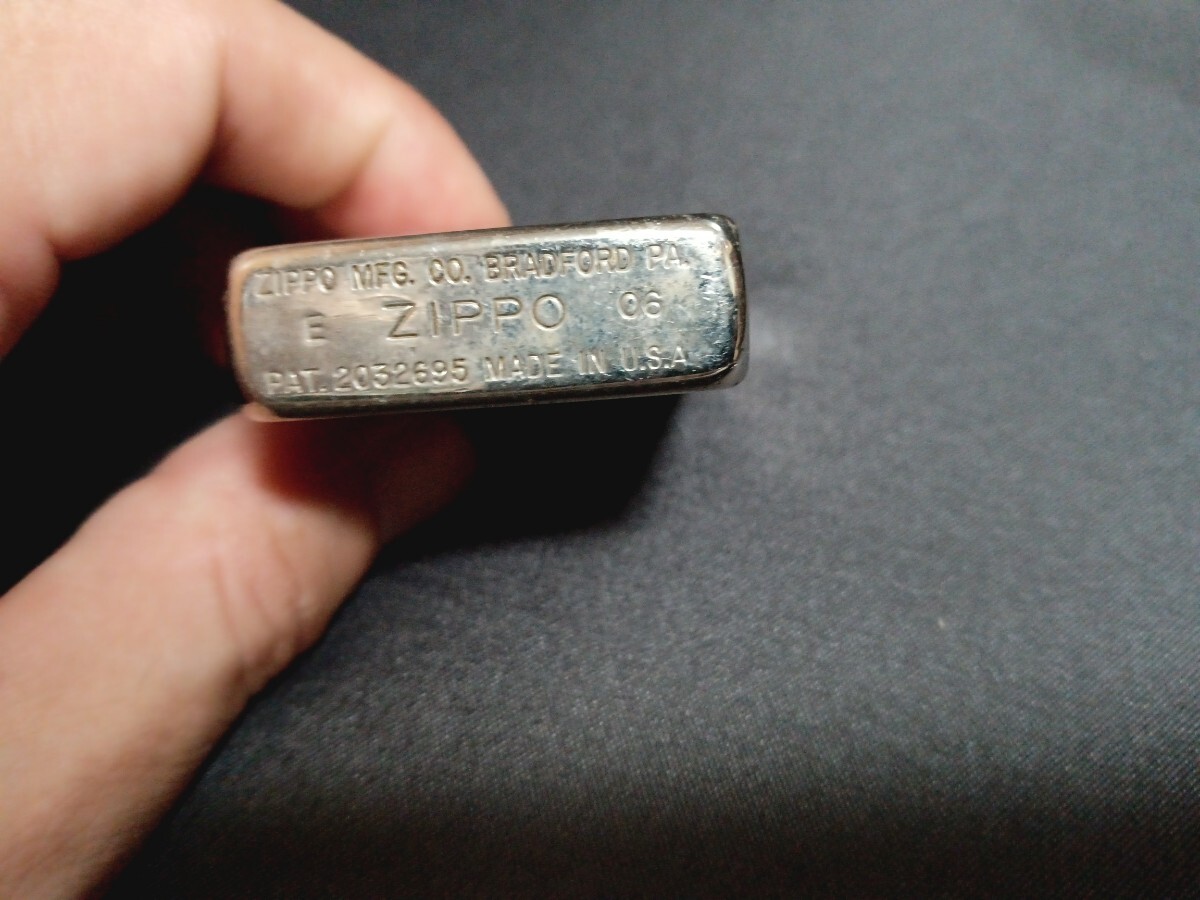 ZIPPO MFG. CO. BRADFORD PA.
E ZIPPO 06
PAT. 2032695 MADE IN U.S.A